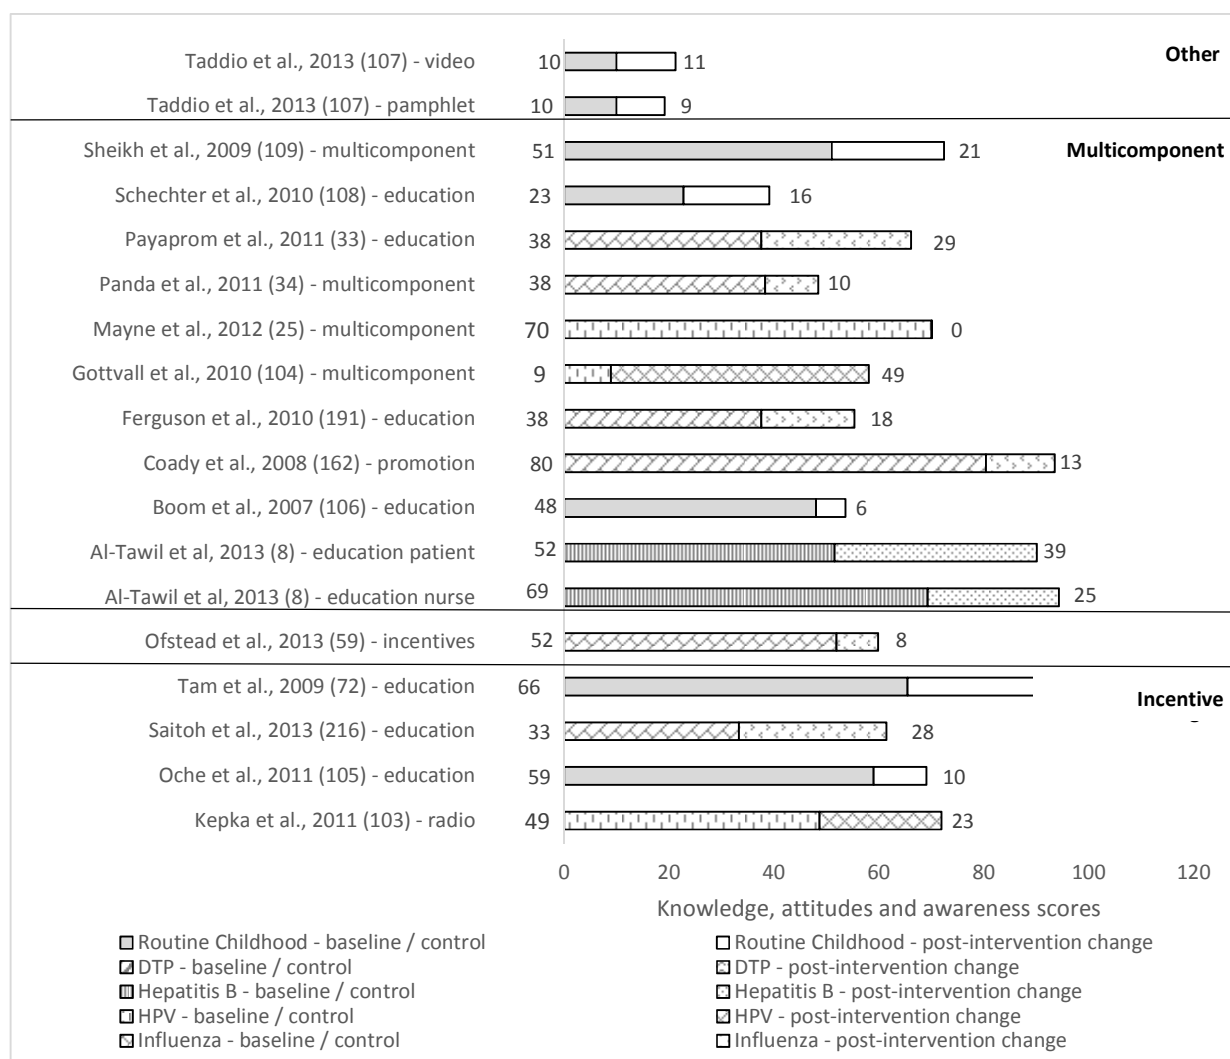 Other
Taddio et al., 2013 (107) - video 10 11
Taddio et al., 2013 (107) - pamphlet 10 9
Multicomponent
Sheikh et al., 2009 (109) - multicomponent 51 21
Schechter et al., 2010 (108) - education 23 16
Payaprom et al., 2011 (33) - education 38 29
Panda et al., 2011 (34) - multicomponent 38 10
Mayne et al., 2012 (25) - multicomponent 70 0
Gottvall et al., 2010 (104) - multicomponent 9 49
Ferguson et al., 2010 (191) - education 38 18
Coady et al., 2008 (162) - promotion 80 13
Boom et al., 2007 (106) - education 48 6
Al-Tawil et al, 2013 (8) - education patient 52 39
Al-Tawil et al, 2013 (8) - education nurse 69 25
Ofstead et al., 2013 (59) - incentives 52 8
Tam et al., 2009 (72) - education 66
Incentive
Saitoh et al., 2013 (216) - education 33 28
Oche et al., 2011 (105) - education 59 10
Kepka et al., 2011 (103) - radio 49 23
0 20 40 60 80 100 120
Knowledge, attitudes and awareness scores
Routine Childhood - baseline / control
Routine Childhood - post-intervention change
DTP - baseline / control
DTP - post-intervention change
Hepatitis B - baseline / control
Hepatitis B - post-intervention change
HPV - baseline / control
HPV - post-intervention change
Influenza - baseline / control
Influenza - post-intervention change